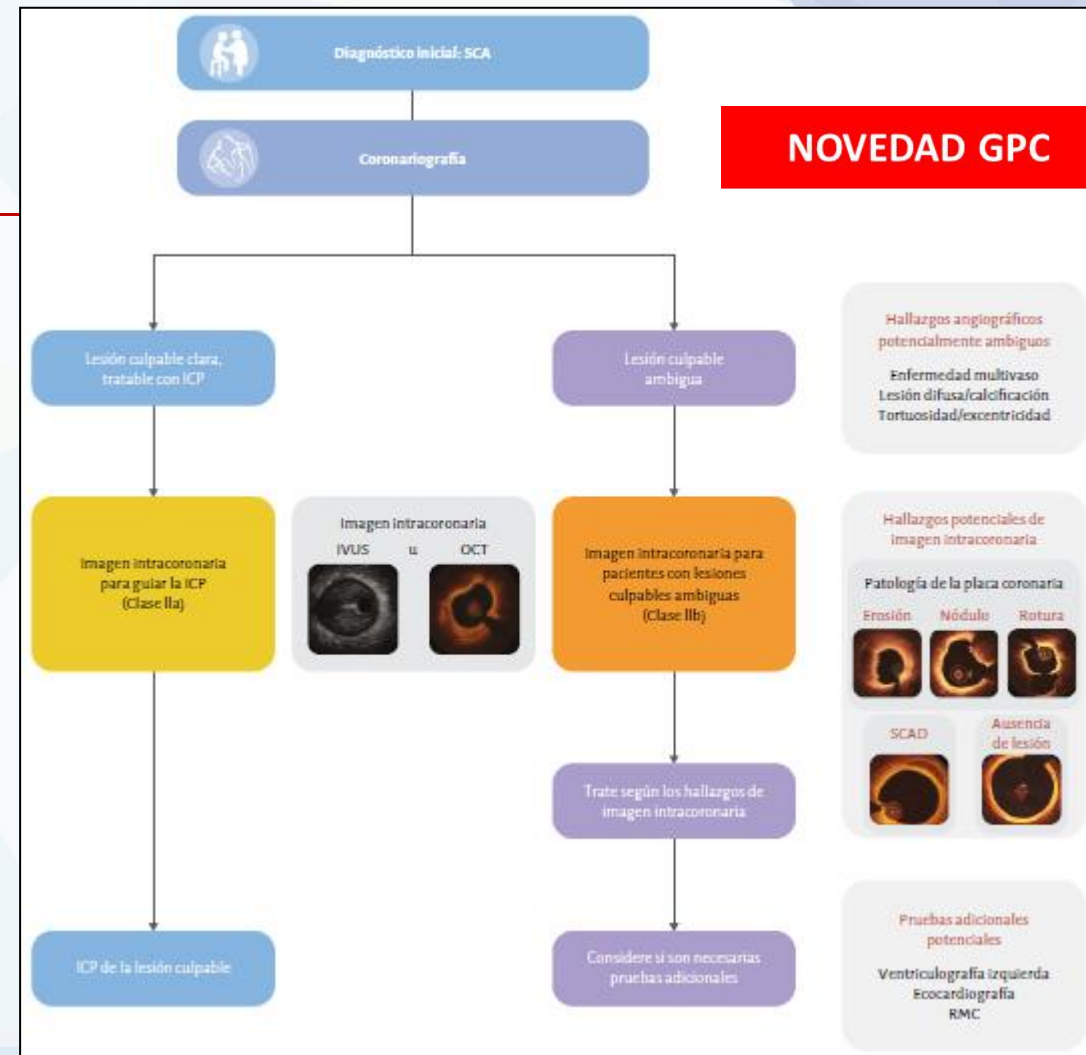 Diagnóstico inicial: SCA
NOVEDAD GPC
Coronariografía
Lesión culpable clara,
tratable con ICP
Lesión culpable
ambigua
Hallazgos angiográficos
potencialmente ambiguos
Enfermedad multivaso
Lesión difusa/calcificación
Tortuosidad/excentricidad
Imagen intracoronaria
para guiar la ICP
(Clase IIa)
Imagen intracoronaria
IVUS u OCT
Imagen intracoronaria para
pacientes con lesiones
culpables ambiguas
(Clase IIb)
Hallazgos potenciales de
imagen intracoronaria
Patología de la placa coronaria
Erosión Nódulo Rotura
SCAD
Ausencia
de lesión
Trate según los hallazgos de
imagen intracoronaria
ICP de la lesión culpable
Considere si son necesarias
pruebas adicionales
Pruebas adicionales
potenciales
Ventriculografía izquierda
Ecocardiografía
RMC